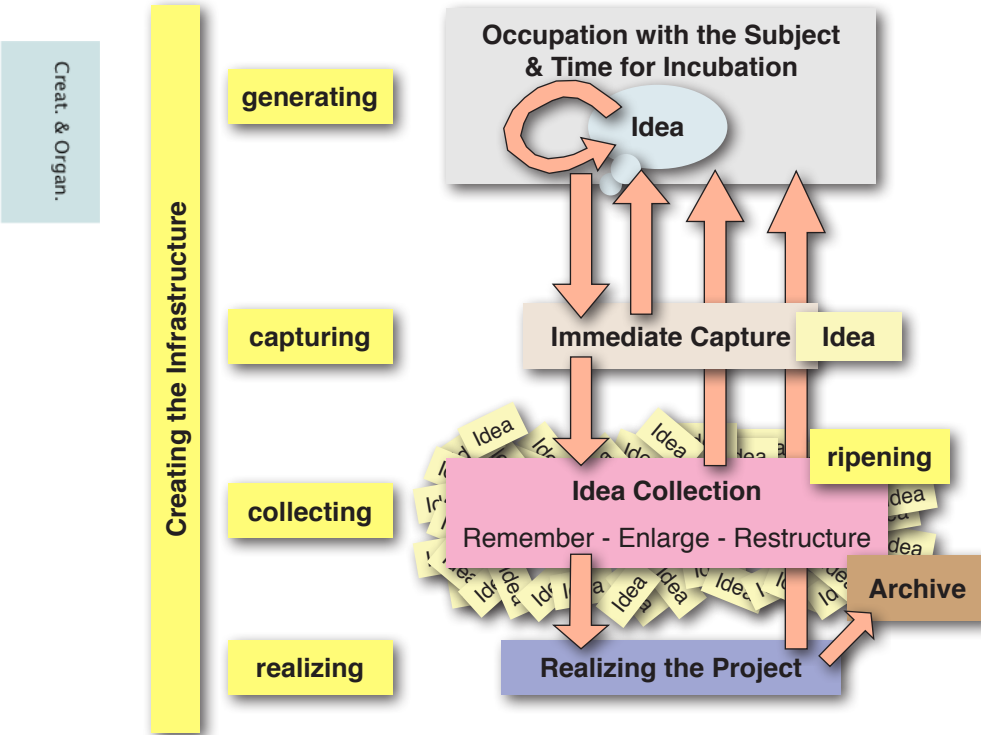 Creat. & Organ.
Creating the Infrastructure
generating
Occupation with the Subject
& Time for Incubation
Idea
capturing
Immediate Capture
Idea
Idea
Idea
ripening
collecting
Idea Collection
Remember - Enlarge - Restructure
Idea
Idea
Archive
realizing
Realizing the Project